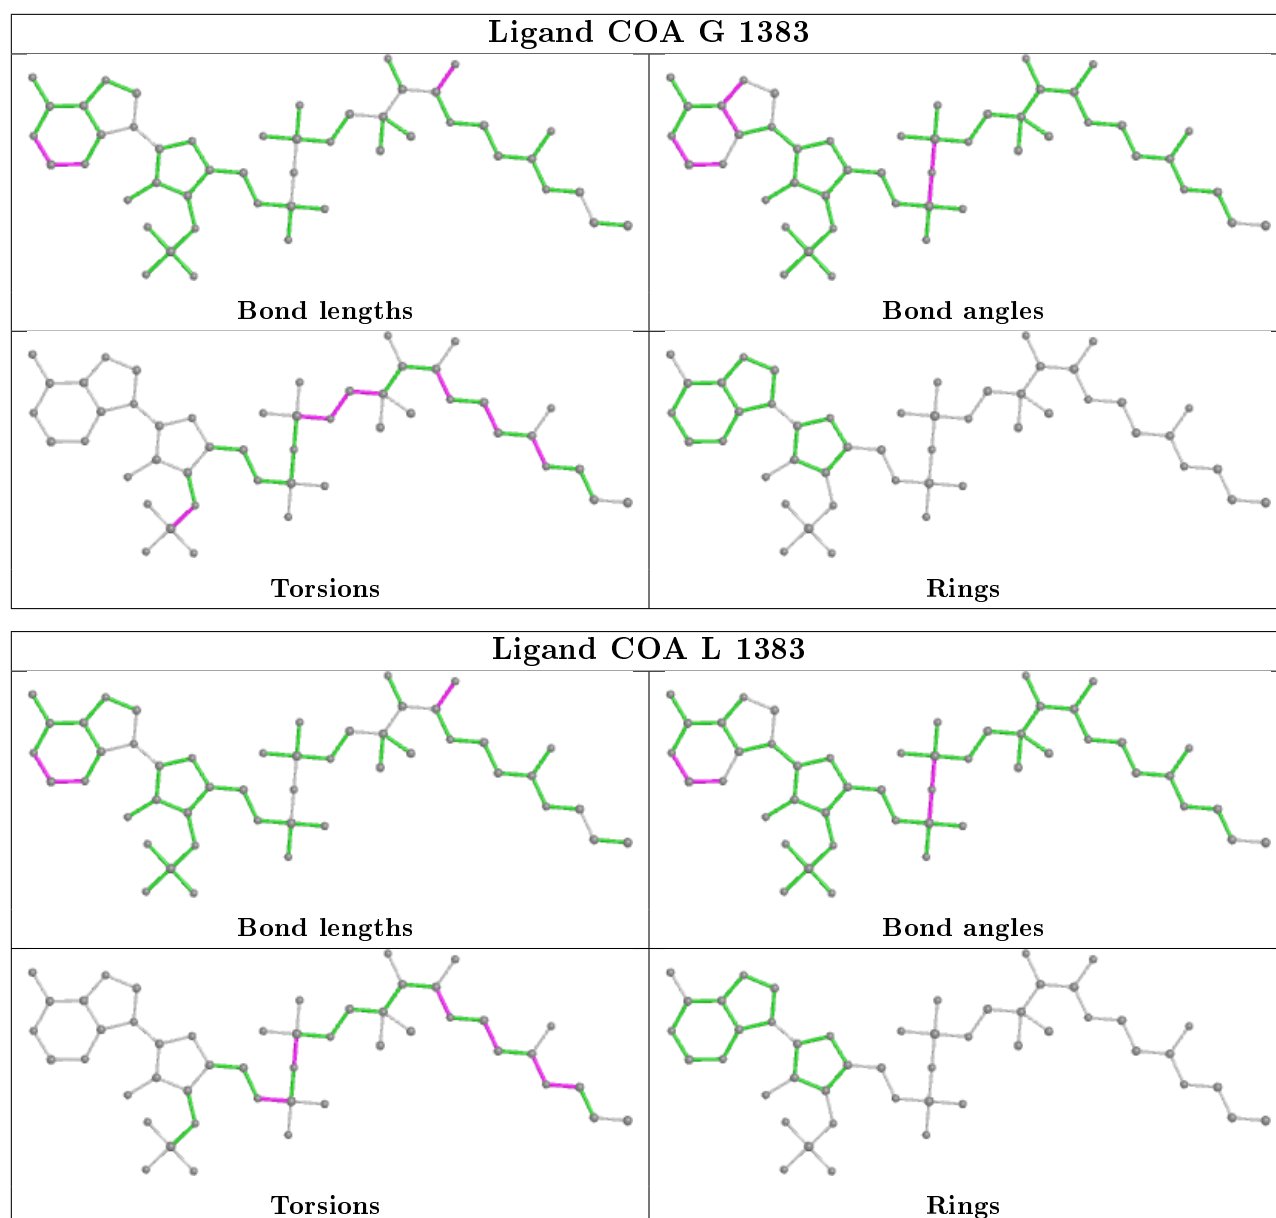 Ligand COA G 1383
Bond lengths
Bond angles
Torsions
Rings
Ligand COA L 1383
Bond lengths
Bond angles
Torsions
Rings